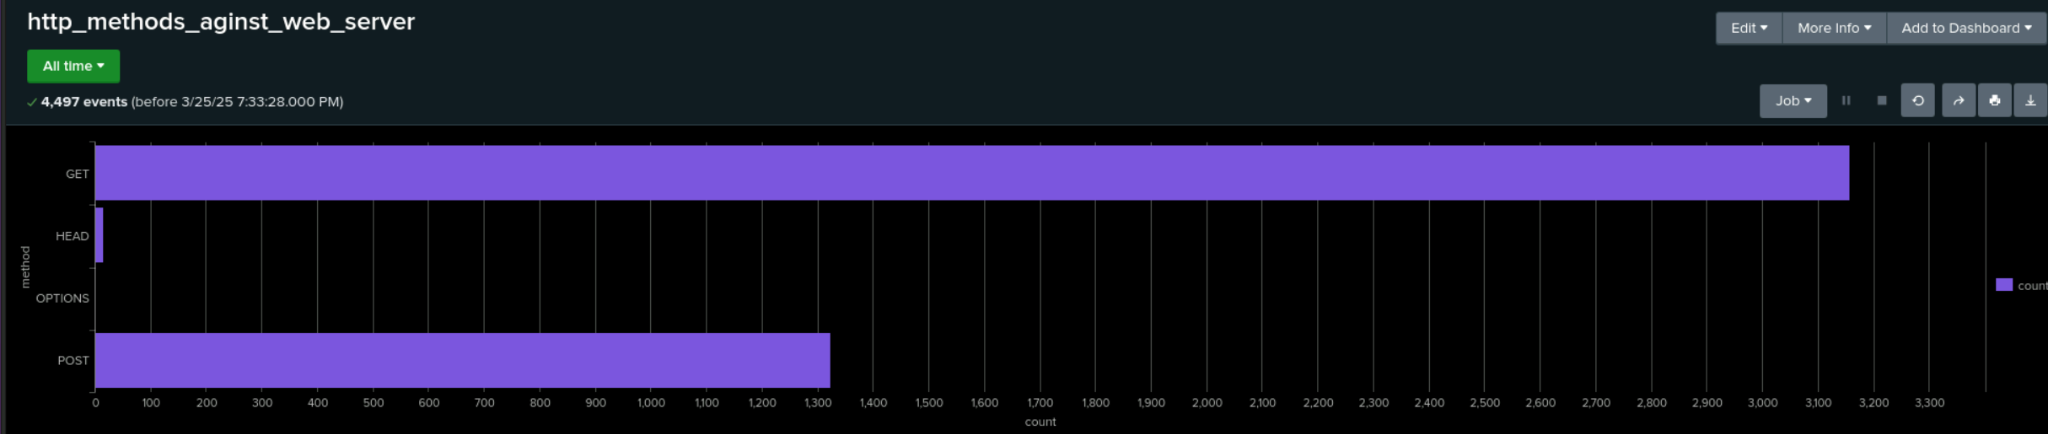 http_methods_aginst_web_server
Edit More Info Add to Dashboard
All time
4,497 events (before 3/25/25 7:33:28.000 PM)
Job
GET
HEAD
OPTIONS
POST
method
0 100 200 300 400 500 600 700 800 900 1,000 1,100 1,200 1,300 1,400 1,500 1,600 1,700 1,800 1,900 2,000 2,100 2,200 2,300 2,400 2,500 2,600 2,700 2,800 2,900 3,000 3,100 3,200 3,300
count
count